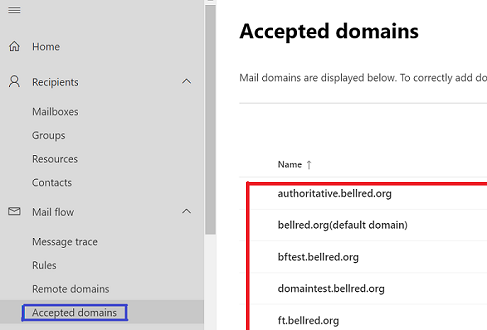 Home
Recipients
Mailboxes
Groups
Resources
Contacts
Mail flow
Message trace
Rules
Remote domains
Accepted domains
Accepted domains
Mail domains are displayed below. To correctly add do
Name ↑
authoritative.bellred.org
bellred.org(default domain)
bftest.bellred.org
domaintest.bellred.org
ft.bellred.org